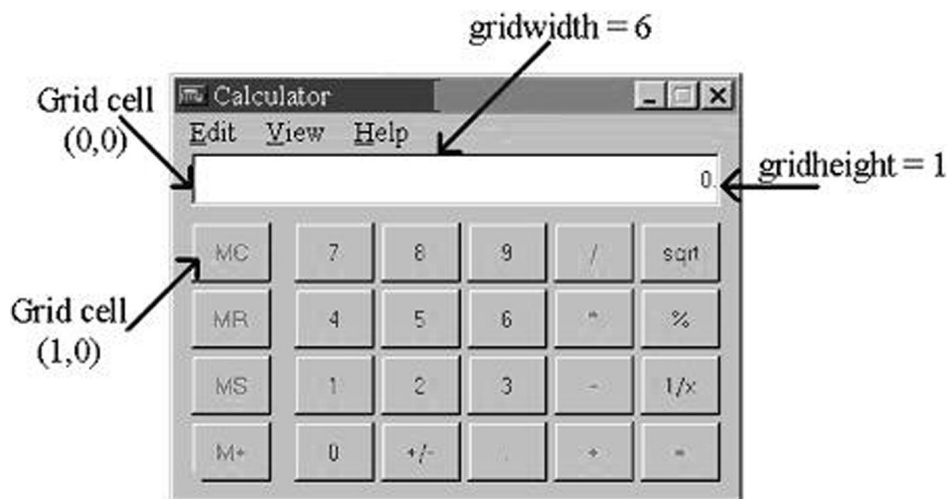 gridwidth = 6
Grid cell
(0,0)
Calculator
Edit View Help
0.
gridheight = 1
Grid cell
(1,0)
MC 7 8 9 / sqrt
MR 4 5 6 * %
MS 1 2 3 - 1/x
M+ 0 +/- . + =